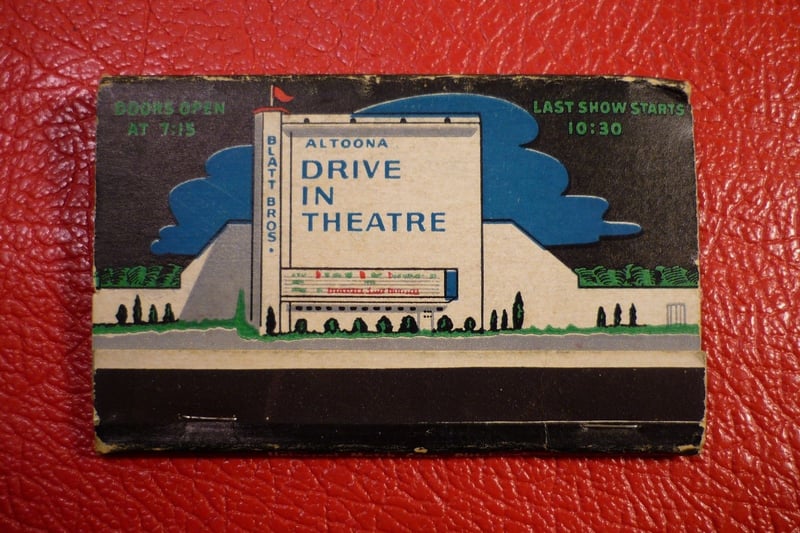 DOORS OPEN
AT 7:15
LAST SHOW STARTS
10:30
BLATT BROS.
ALTOONA
DRIVE
IN
THEATRE